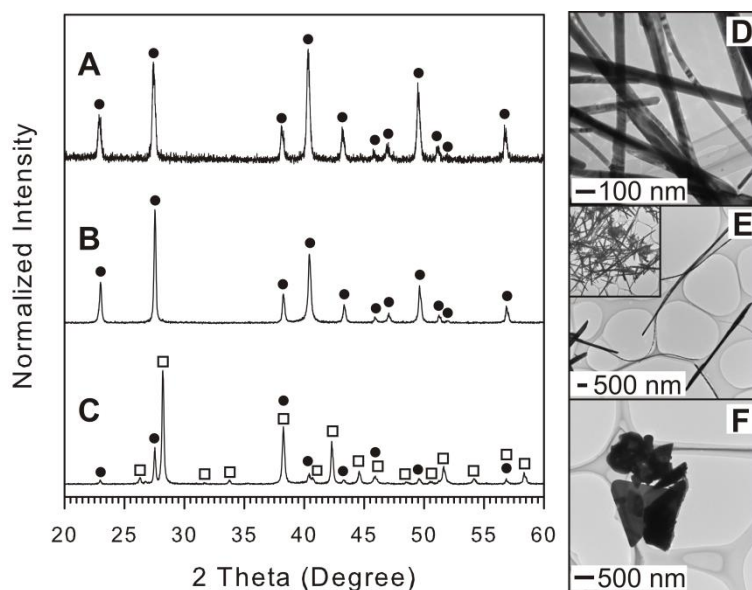 A
B
C
Normalized Intensity
20 25 30 35 40 45 50 55 60
2 Theta (Degree)
D
100 nm
E
500 nm
F
500 nm